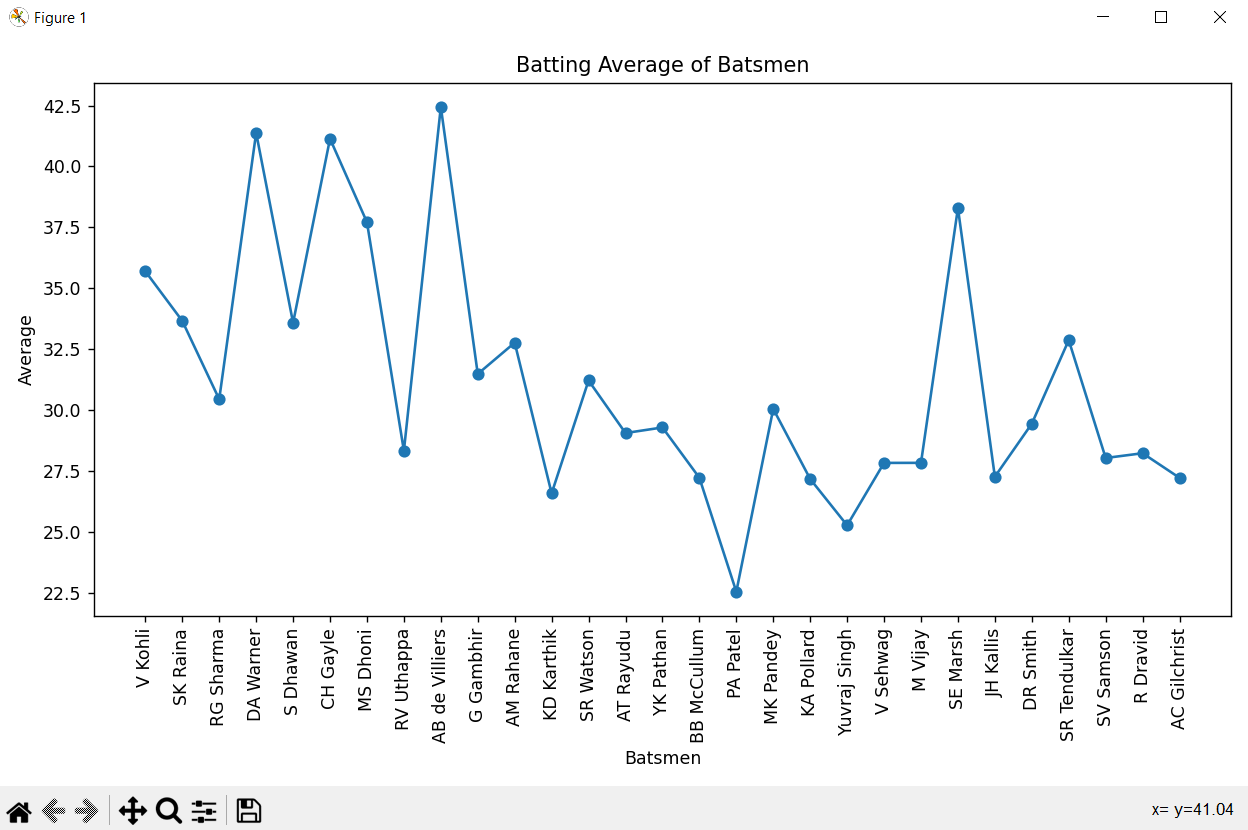 Figure 1
Batting Average of Batsmen
42.5
40.0
37.5
35.0
32.5
30.0
27.5
25.0
22.5
Average
V Kohli
SK Raina
RG Sharma
DA Warner
S Dhawan
CH Gayle
MS Dhoni
RV Uthappa
AB de Villiers
G Gambhir
AM Rahane
KD Karthik
SR Watson
AT Rayudu
YK Pathan
BB McCullum
PA Patel
MK Pandey
KA Pollard
Yuvraj Singh
V Sehwag
M Vijay
SE Marsh
JH Kallis
DR Smith
SR Tendulkar
SV Samson
R Dravid
AC Gilchrist
Batsmen
x= y=41.04